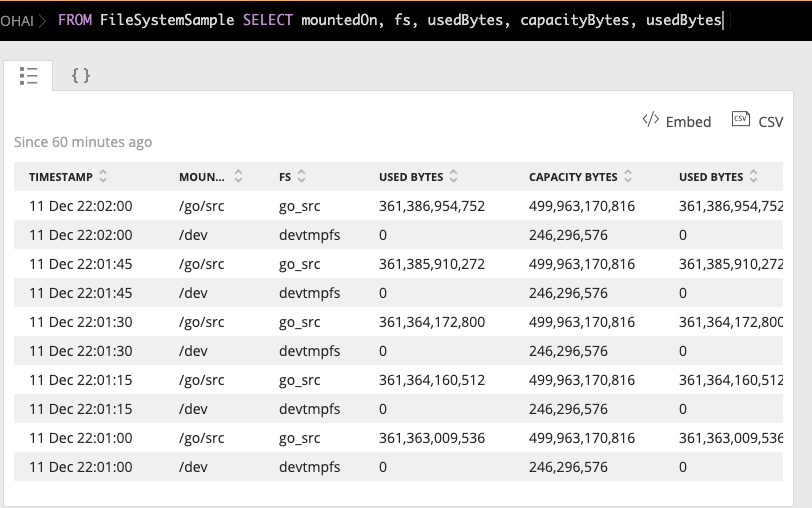 OHAI > FROM FileSystemSample SELECT mountedOn, fs, usedBytes, capacityBytes, usedBytes
{ }
</> Embed CSV CSV
Since 60 minutes ago
TIMESTAMP MOUN... FS USED BYTES CAPACITY BYTES USED BYTES
11 Dec 22:02:00 /go/src go_src 361,386,954,752 499,963,170,816 361,386,954,752
11 Dec 22:02:00 /dev devtmpfs 0 246,296,576 0
11 Dec 22:01:45 /go/src go_src 361,385,910,272 499,963,170,816 361,385,910,272
11 Dec 22:01:45 /dev devtmpfs 0 246,296,576 0
11 Dec 22:01:30 /go/src go_src 361,364,172,800 499,963,170,816 361,364,172,800
11 Dec 22:01:30 /dev devtmpfs 0 246,296,576 0
11 Dec 22:01:15 /go/src go_src 361,364,160,512 499,963,170,816 361,364,160,512
11 Dec 22:01:15 /dev devtmpfs 0 246,296,576 0
11 Dec 22:01:00 /go/src go_src 361,363,009,536 499,963,170,816 361,363,009,536
11 Dec 22:01:00 /dev devtmpfs 0 246,296,576 0